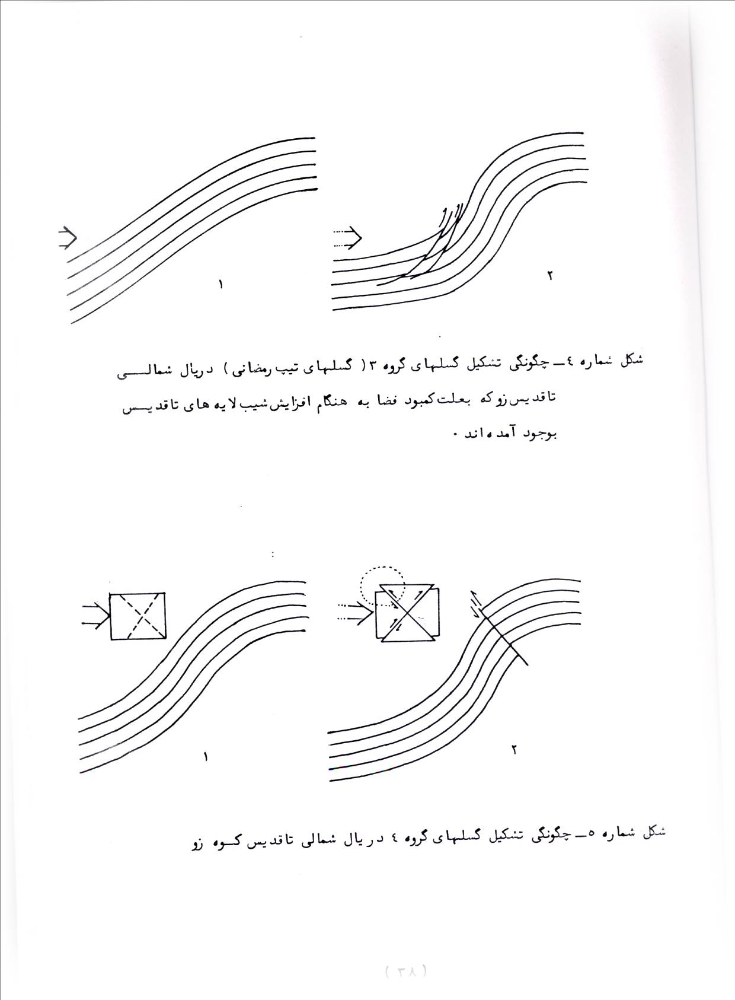 ۱
۲
شکل شماره ٤ــ چگونگی تشکیل گسلهای گروه ۳ ( گسلهای تیپ رمضانی ) دریال شمالـــی
تاقدیس زو که بعلت کمبود فضا به هنگام افزایش شیب لایه های تاقدیـــس
بوجود آمده اند ۰
۱
۲
شکل شماره ٥ــ چگونگی تشکیل گسلهای گروه ٤ دریال شمالی تاقدیس کــوه زو
( ۳۸ )